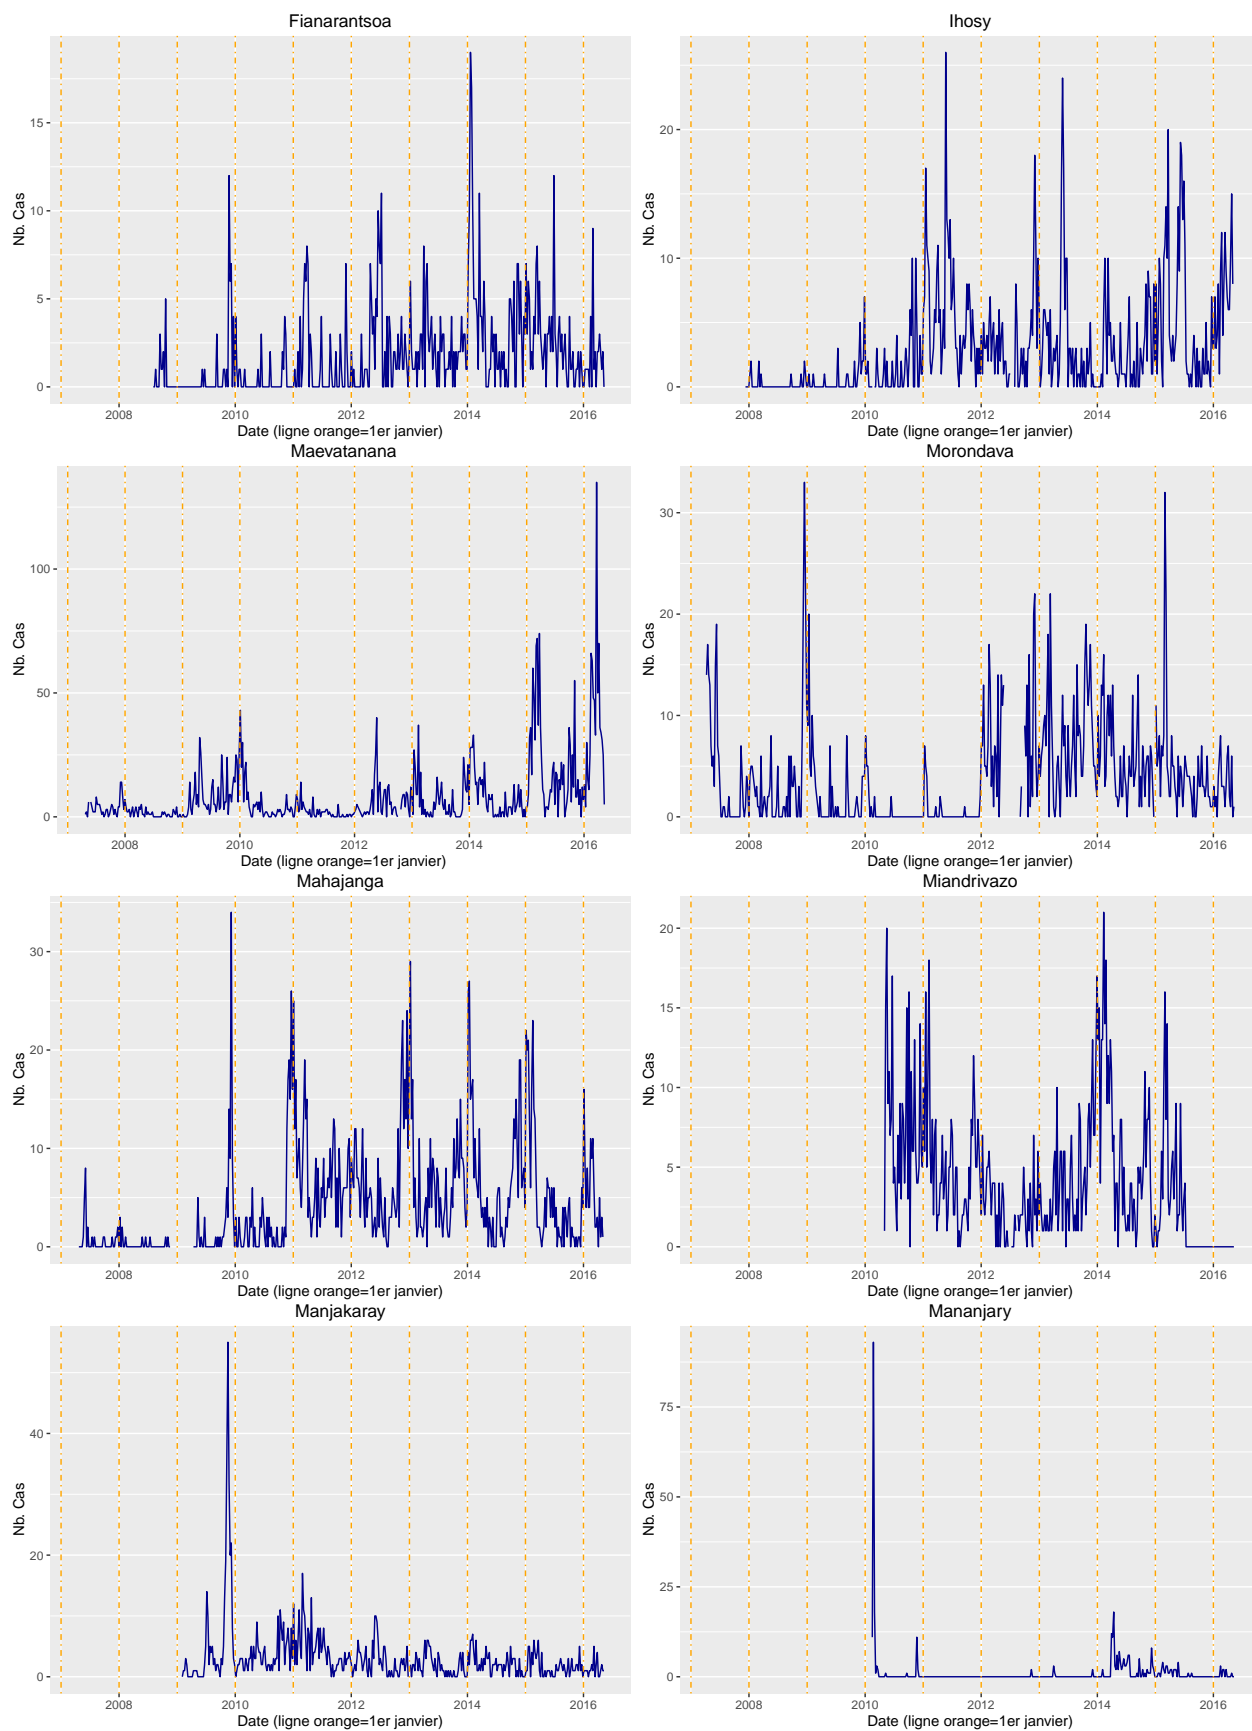 Fianarantsoa
Nb. Cas
15
10
5
0
2008 2010 2012 2014 2016
Date (ligne orange=1er janvier)
Ihosy
Nb. Cas
20
10
0
2008 2010 2012 2014 2016
Date (ligne orange=1er janvier)
Maevatanana
Nb. Cas
100
50
0
2008 2010 2012 2014 2016
Date (ligne orange=1er janvier)
Morondava
Nb. Cas
30
20
10
0
2008 2010 2012 2014 2016
Date (ligne orange=1er janvier)
Mahajanga
Nb. Cas
30
20
10
0
2008 2010 2012 2014 2016
Date (ligne orange=1er janvier)
Miandrivazo
Nb. Cas
20
15
10
5
0
2008 2010 2012 2014 2016
Date (ligne orange=1er janvier)
Manjakaray
Nb. Cas
40
20
0
2008 2010 2012 2014 2016
Date (ligne orange=1er janvier)
Mananjary
Nb. Cas
75
50
25
0
2008 2010 2012 2014 2016
Date (ligne orange=1er janvier)